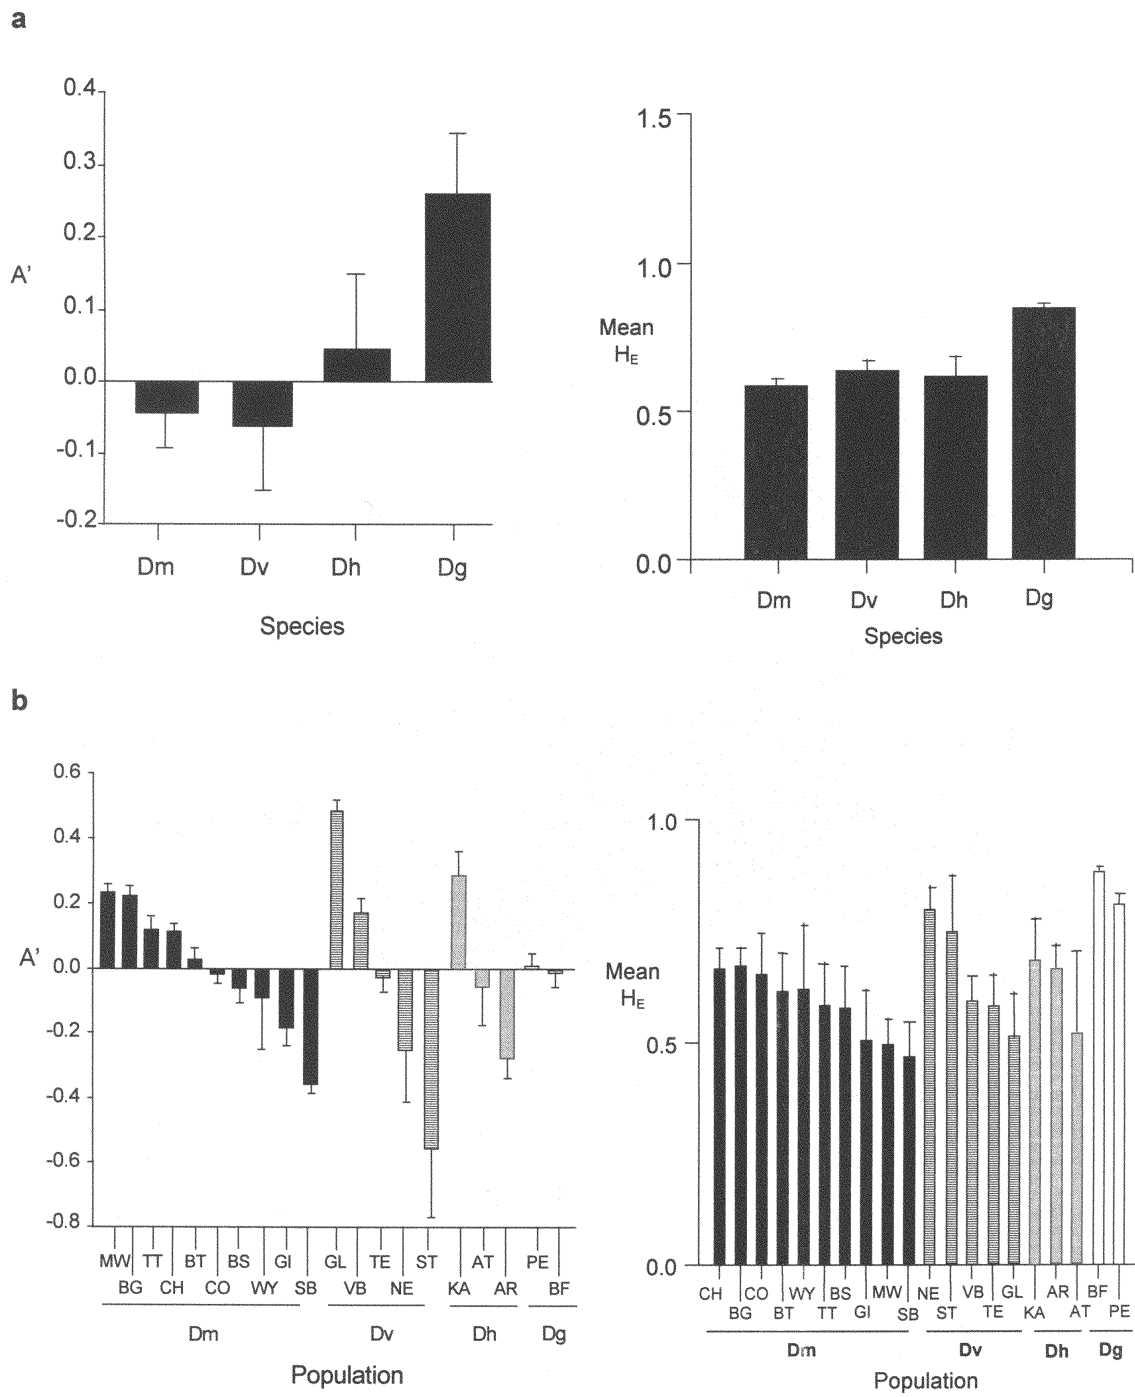 a
0.4
0.3
0.2
0.1
0.0
-0.1
-0.2
A'
Dm Dv Dh Dg
Species
1.5
1.0
0.5
0.0
Mean
HE
Dm Dv Dh Dg
Species
b
0.6
0.4
0.2
0.0
-0.2
-0.4
-0.6
-0.8
A'
MW TT BT BS GI GL TE ST AT PE
BG CH CO WY SB VB NE KA AR BF
Dm Dv Dh Dg
Population
1.0
0.5
0.0
Mean
HE
CH CO WY BS MW NE VB GL AR BF
BG BT TT GI SB ST TE KA AT PE
Dm Dv Dh Dg
Population